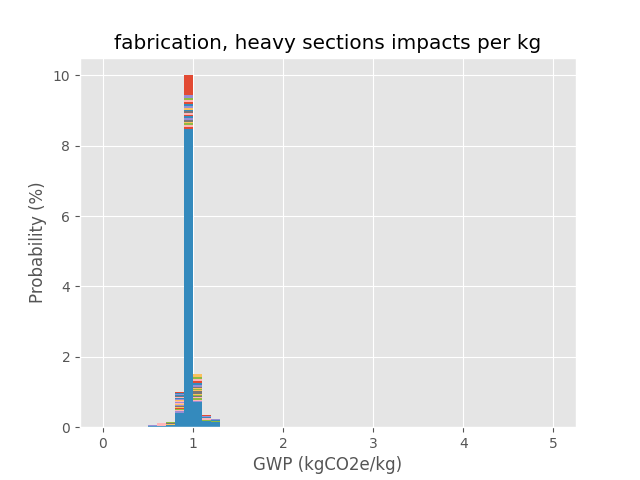 fabrication, heavy sections impacts per kg
10
8
6
4
2
0
Probability (%)
0 1 2 3 4 5
GWP (kgCO2e/kg)